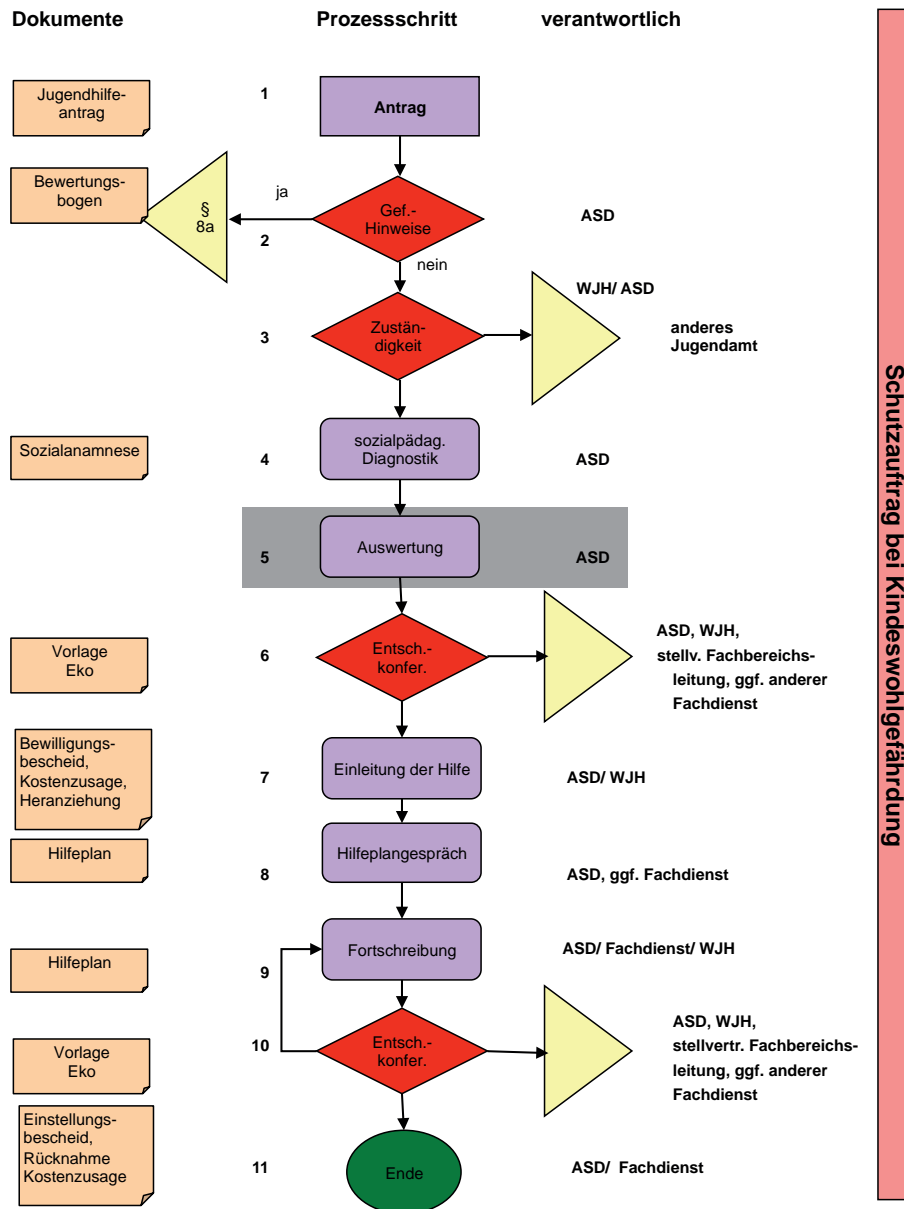 Dokumente
Prozessschritt
verantwortlich
Jugendhilfe-
antrag
1
Antrag
Bewertungs-
bogen
§
8a
ja
2
Gef.-
Hinweise
ASD
nein
WJH/ ASD
3
Zustän-
digkeit
anderes
Jugendamt
Sozialanamnese
4
sozialpädag.
Diagnostik
ASD
5
Auswertung
ASD
Vorlage
Eko
6
Entsch.-
konfer.
ASD, WJH,
stellv. Fachbereichs-
leitung, ggf. anderer
Fachdienst
Bewilligungs-
bescheid,
Kostenzusage,
Heranziehung
7
Einleitung der Hilfe
ASD/ WJH
Hilfeplan
8
Hilfeplangespräch
ASD, ggf. Fachdienst
Hilfeplan
9
Fortschreibung
ASD/ Fachdienst/ WJH
Vorlage
Eko
10
Entsch.-
konfer.
ASD, WJH,
stellvertr. Fachbereichs-
leitung, ggf. anderer
Fachdienst
Einstellungs-
bescheid,
Rücknahme
Kostenzusage
11
Ende
ASD/ Fachdienst
Schutzauftrag bei Kindeswohlgefährdung